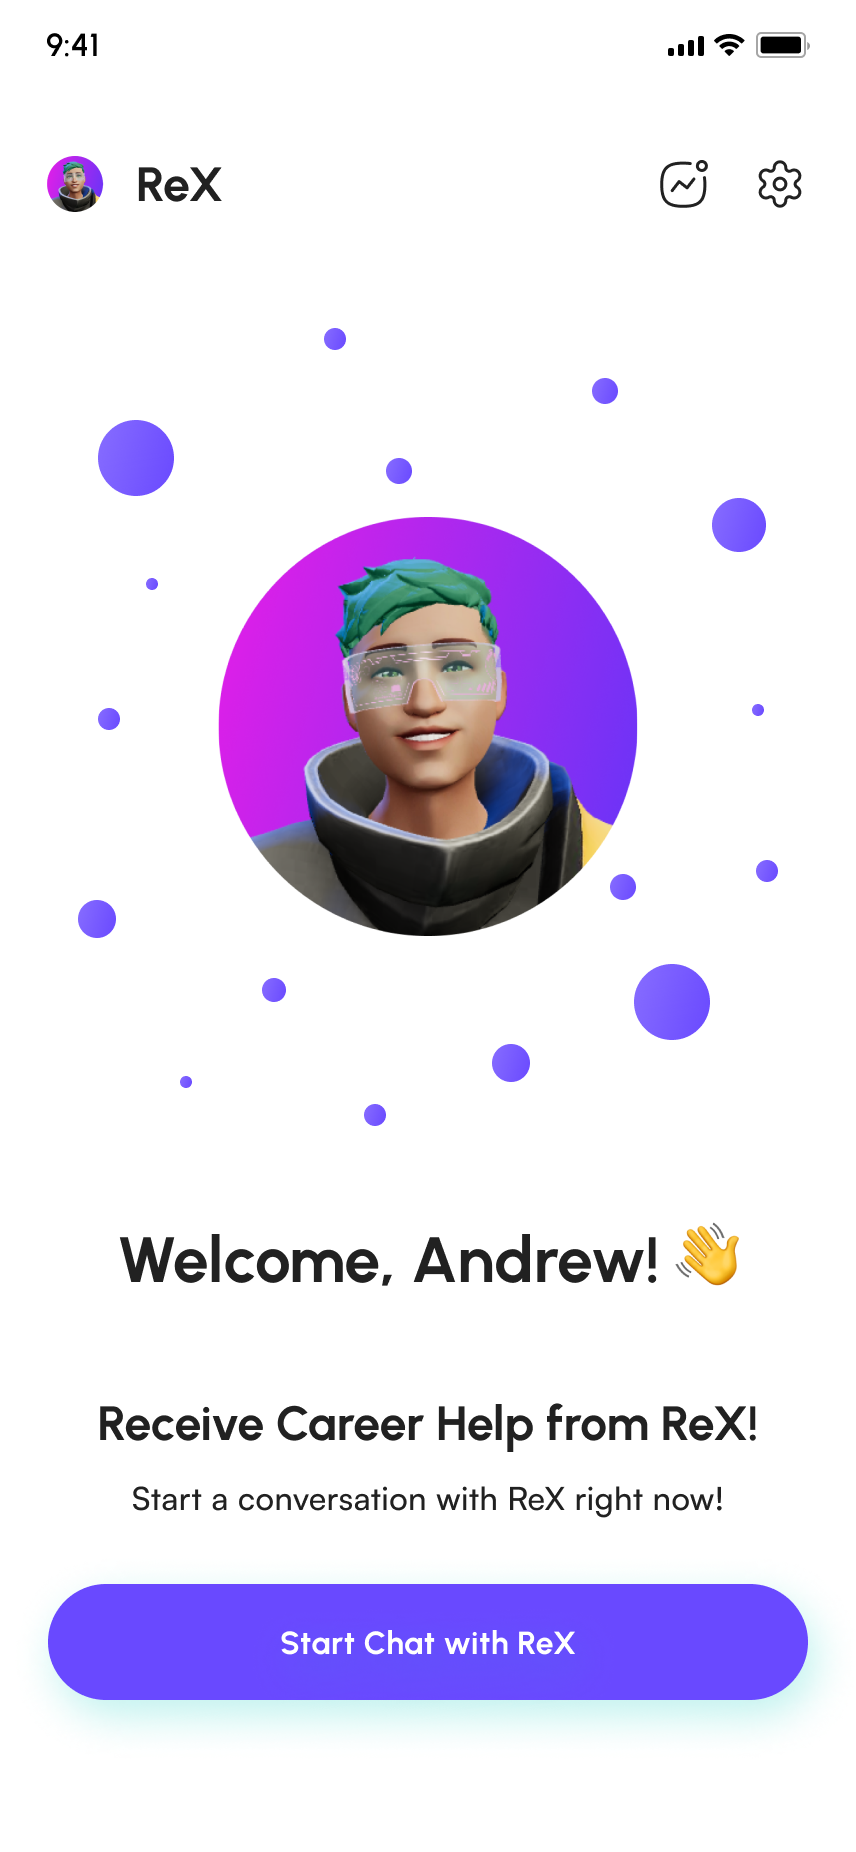 9:41
ReX
Welcome, Andrew! 👋
Receive Career Help from ReX!
Start a conversation with ReX right now!
Start Chat with ReX